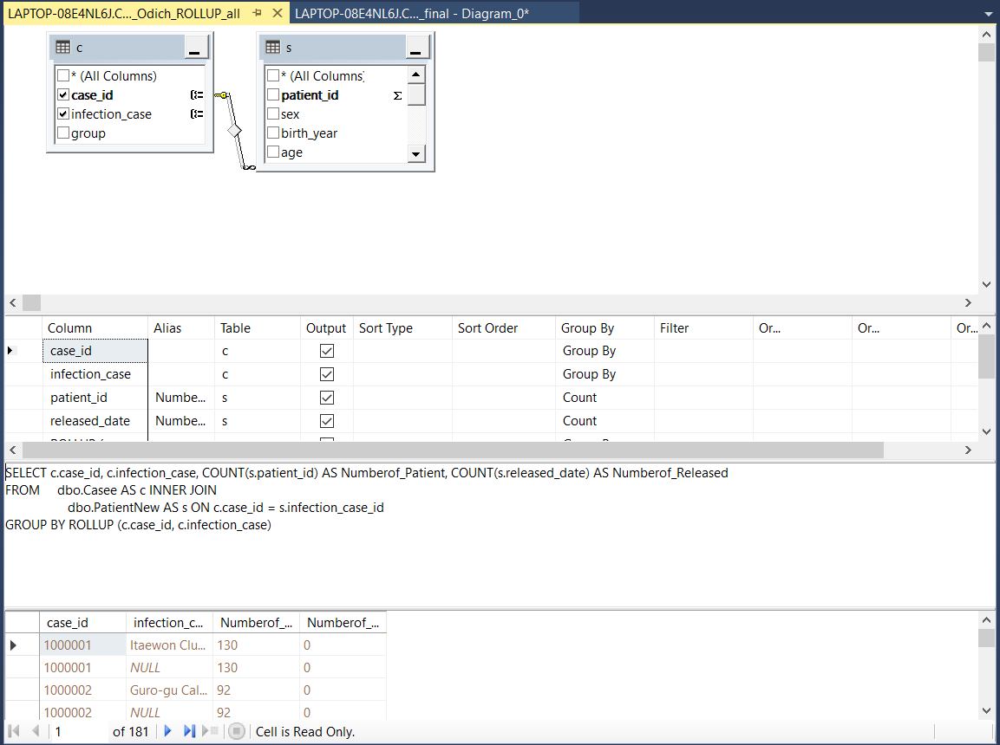 LAPTOP-08E4NL6J.C..._Odich_ROLLUP_all
LAPTOP-08E4NL6J.C..._final - Diagram_0*
c
* (All Columns)
case_id
infection_case
group
s
* (All Columns)
patient_id Σ
sex
birth_year
age
Column Alias Table Output Sort Type Sort Order Group By Filter Or... Or... Or...
case_id c Group By
infection_case c Group By
patient_id Numbe... s Count
released_date Numbe... s Count
SELECT c.case_id, c.infection_case, COUNT(s.patient_id) AS Numberof_Patient, COUNT(s.released_date) AS Numberof_Released
FROM dbo.Casee AS c INNER JOIN
dbo.PatientNew AS s ON c.case_id = s.infection_case_id
GROUP BY ROLLUP (c.case_id, c.infection_case)
case_id infection_c... Numberof_... Numberof_...
1000001 Itaewon Clu... 130 0
1000001 NULL 130 0
1000002 Guro-gu Cal... 92 0
1000002 NULL 92 0
1 of 181 Cell is Read Only.